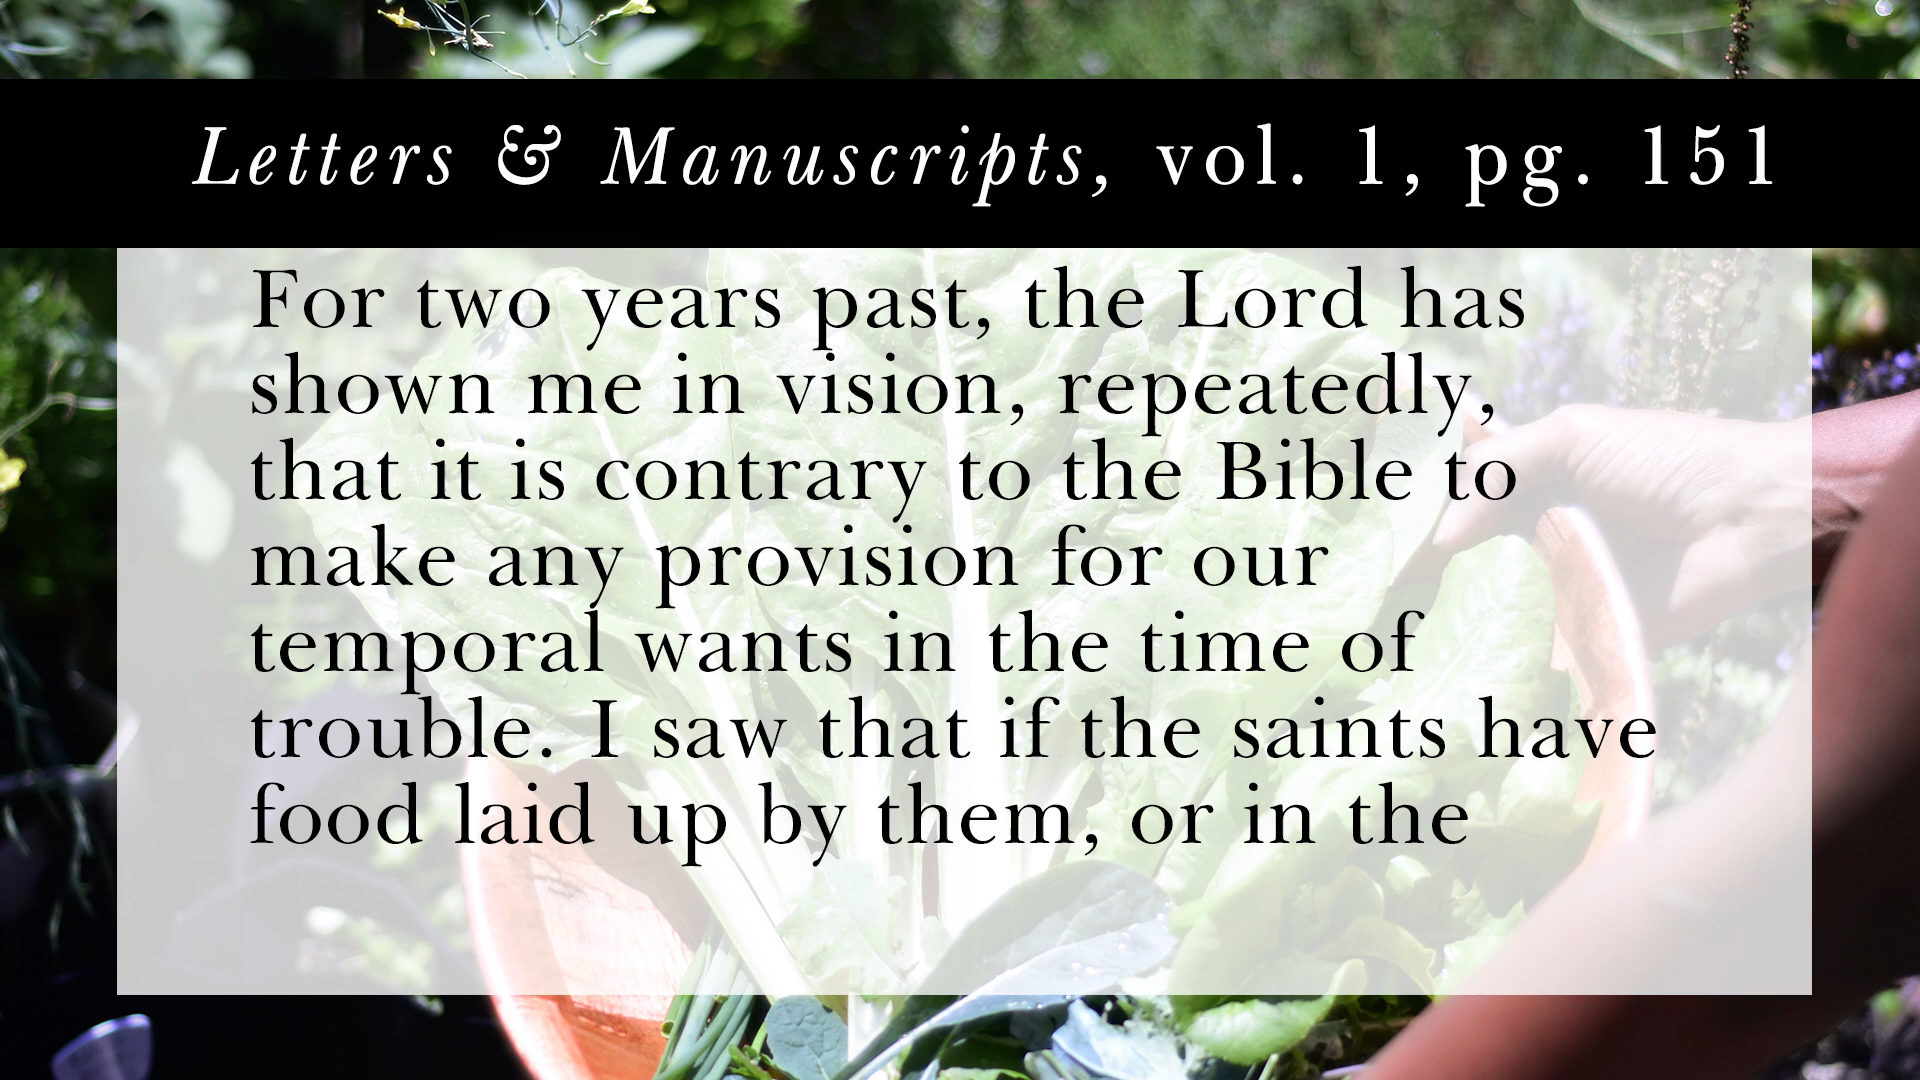 Letters & Manuscripts, vol. 1, pg. 151
For two years past, the Lord has
shown me in vision, repeatedly,
that it is contrary to the Bible to
make any provision for our
temporal wants in the time of
trouble. I saw that if the saints have
food laid up by them, or in the